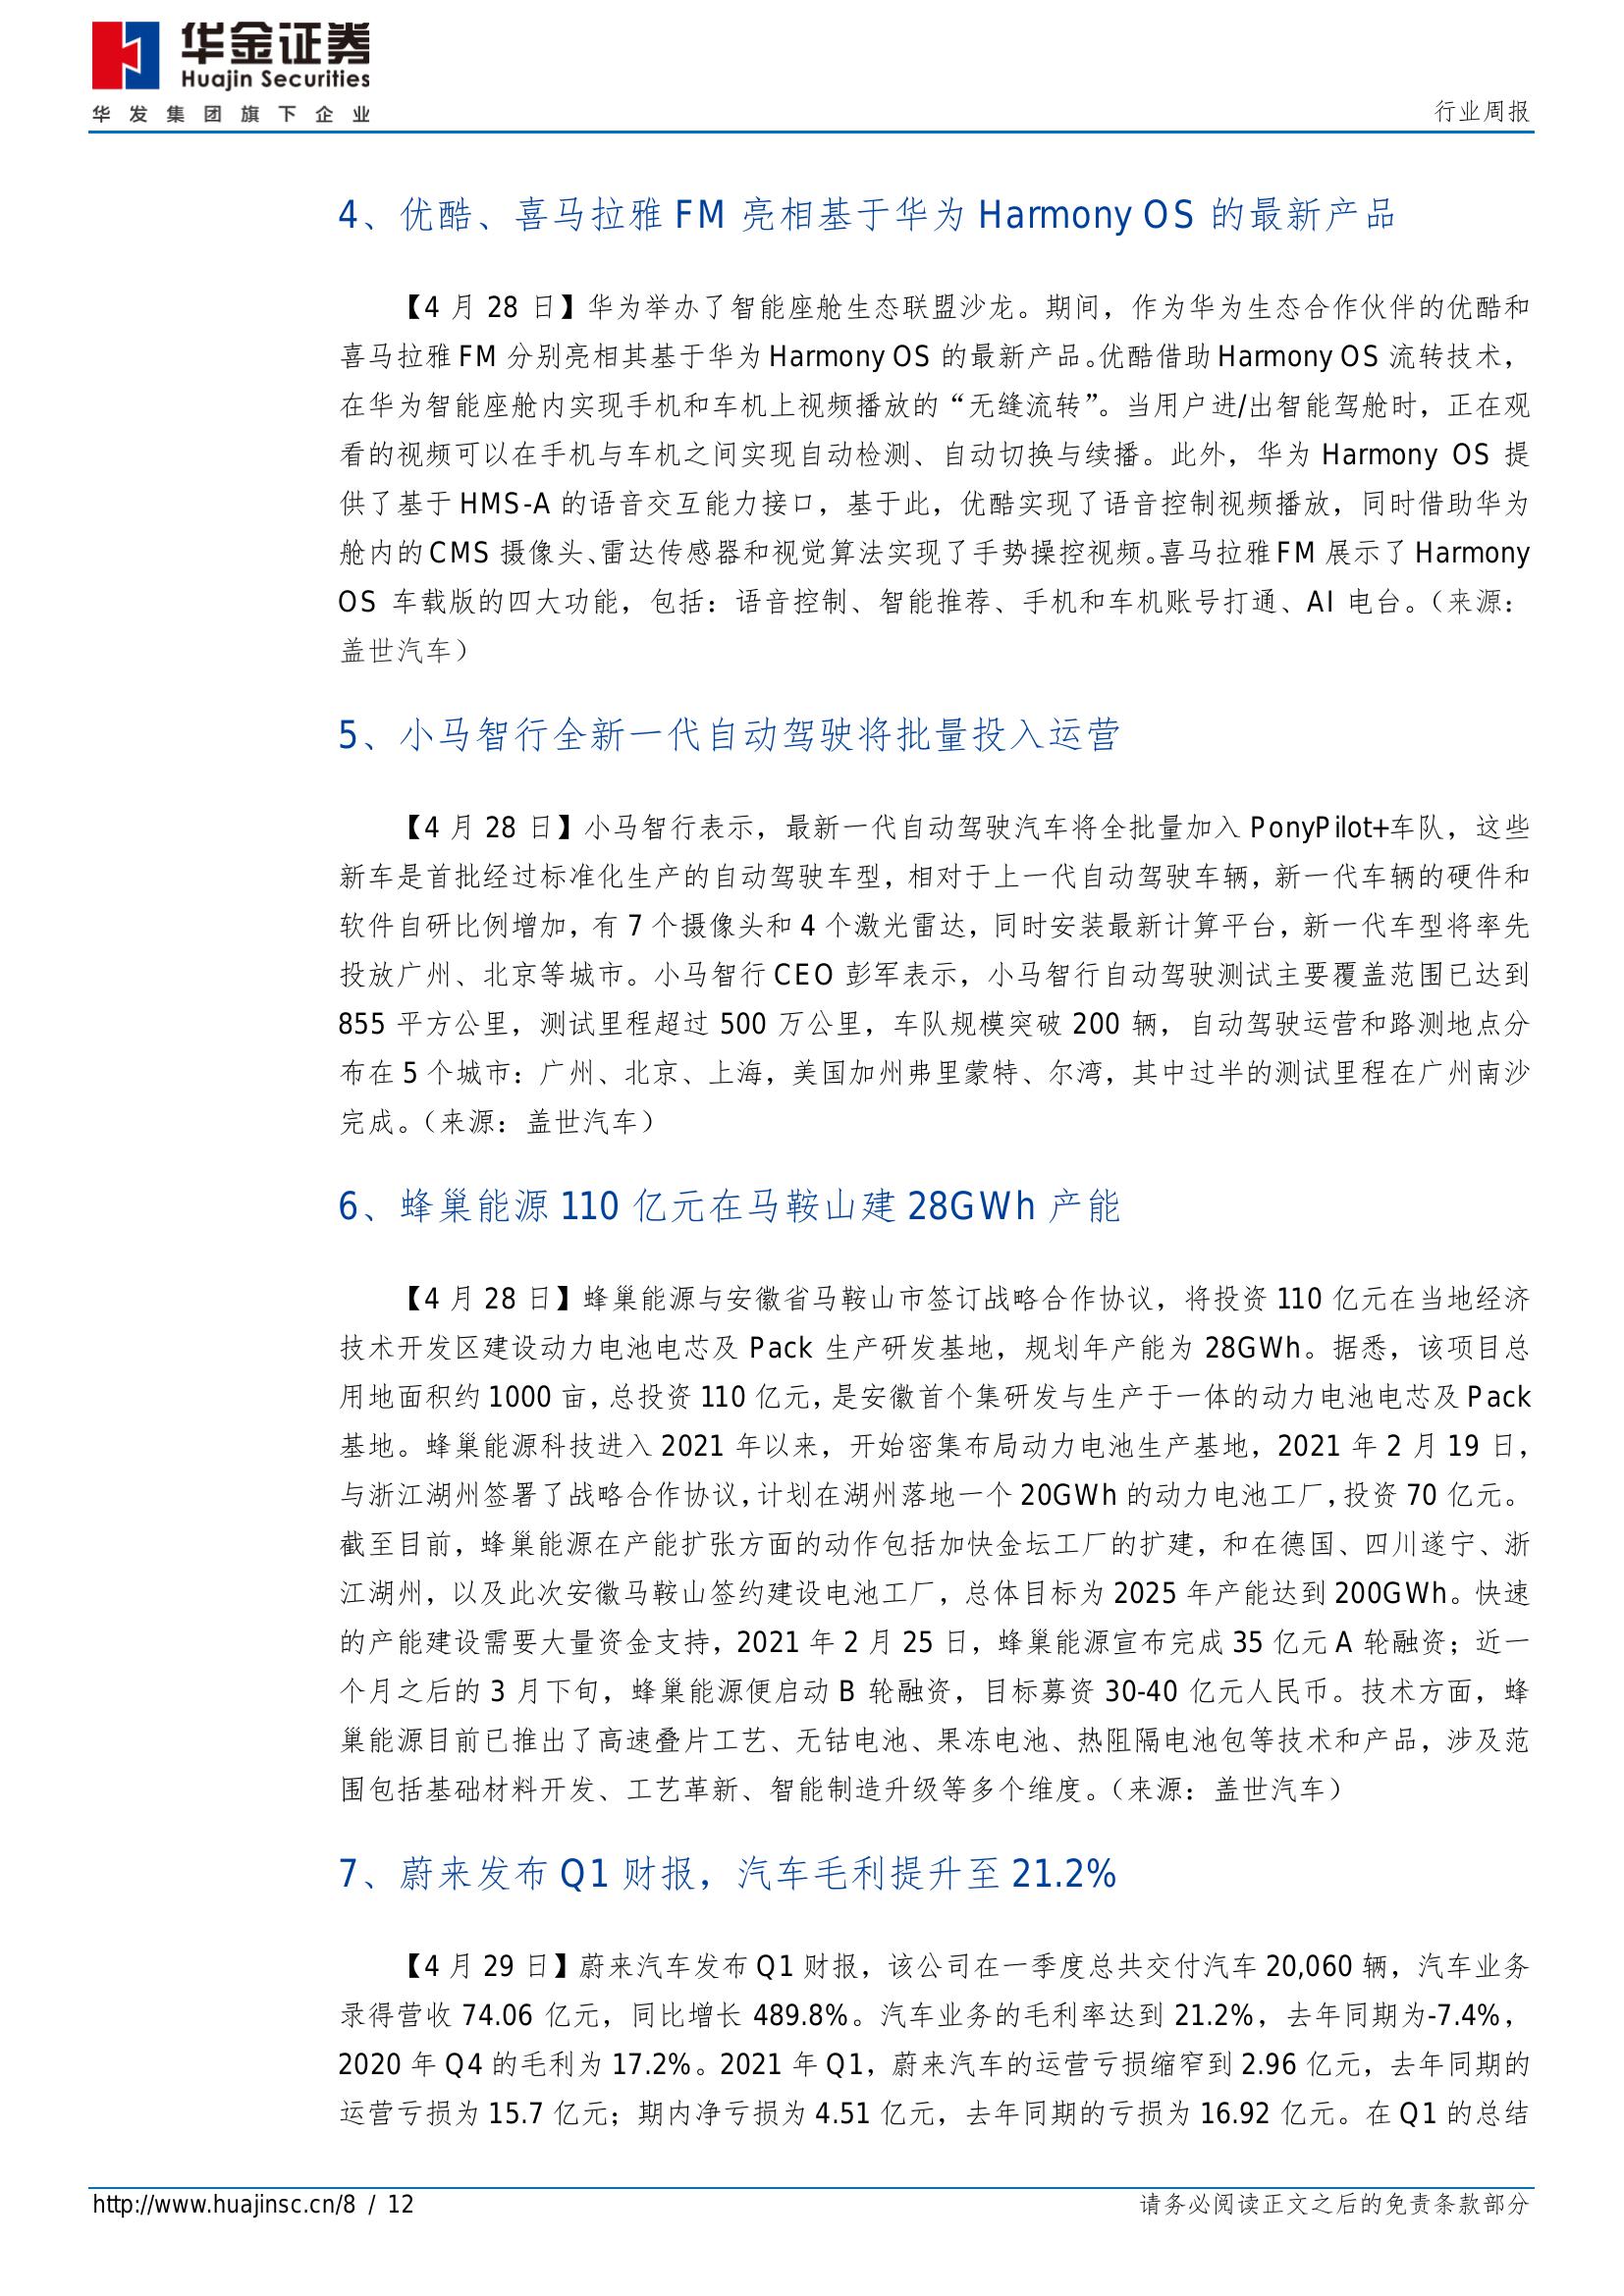 华金证券
Huajin Securities
华发集团旗下企业
行业周报
4、优酷、喜马拉雅 FM 亮相基于华为 Harmony OS 的最新产品
【4 月 28 日】华为举办了智能座舱生态联盟沙龙。期间，作为华为生态合作伙伴的优酷和
喜马拉雅 FM 分别亮相其基于华为 Harmony OS 的最新产品。优酷借助 Harmony OS 流转技术，
在华为智能座舱内实现手机和车机上视频播放的“无缝流转”。当用户进/出智能驾舱时，正在观
看的视频可以在手机与车机之间实现自动检测、自动切换与续播。此外，华为 Harmony OS 提
供了基于 HMS-A 的语音交互能力接口，基于此，优酷实现了语音控制视频播放，同时借助华为
舱内的 CMS 摄像头、雷达传感器和视觉算法实现了手势操控视频。喜马拉雅 FM 展示了 Harmony
OS 车载版的四大功能，包括：语音控制、智能推荐、手机和车机账号打通、AI 电台。（来源：
盖世汽车）
5、小马智行全新一代自动驾驶将批量投入运营
【4 月 28 日】小马智行表示，最新一代自动驾驶汽车将全批量加入 PonyPilot+车队，这些
新车是首批经过标准化生产的自动驾驶车型，相对于上一代自动驾驶车辆，新一代车辆的硬件和
软件自研比例增加，有 7 个摄像头和 4 个激光雷达，同时安装最新计算平台，新一代车型将率先
投放广州、北京等城市。小马智行 CEO 彭军表示，小马智行自动驾驶测试主要覆盖范围已达到
855 平方公里，测试里程超过 500 万公里，车队规模突破 200 辆，自动驾驶运营和路测地点分
布在 5 个城市：广州、北京、上海，美国加州弗里蒙特、尔湾，其中过半的测试里程在广州南沙
完成。（来源：盖世汽车）
6、蜂巢能源 110 亿元在马鞍山建 28GWh 产能
【4 月 28 日】蜂巢能源与安徽省马鞍山市签订战略合作协议，将投资 110 亿元在当地经济
技术开发区建设动力电池电芯及 Pack 生产研发基地，规划年产能为 28GWh。据悉，该项目总
用地面积约 1000 亩，总投资 110 亿元，是安徽首个集研发与生产于一体的动力电池电芯及 Pack
基地。蜂巢能源科技进入 2021 年以来，开始密集布局动力电池生产基地，2021 年 2 月 19 日，
与浙江湖州签署了战略合作协议，计划在湖州落地一个 20GWh 的动力电池工厂，投资 70 亿元。
截至目前，蜂巢能源在产能扩张方面的动作包括加快金坛工厂的扩建，和在德国、四川遂宁、浙
江湖州，以及此次安徽马鞍山签约建设电池工厂，总体目标为 2025 年产能达到 200GWh。快速
的产能建设需要大量资金支持，2021 年 2 月 25 日，蜂巢能源宣布完成 35 亿元 A 轮融资；近一
个月之后的 3 月下旬，蜂巢能源便启动 B 轮融资，目标募资 30-40 亿元人民币。技术方面，蜂
巢能源目前已推出了高速叠片工艺、无钴电池、果冻电池、热阻隔电池包等技术和产品，涉及范
围包括基础材料开发、工艺革新、智能制造升级等多个维度。（来源：盖世汽车）
7、蔚来发布 Q1 财报，汽车毛利提升至 21.2%
【4 月 29 日】蔚来汽车发布 Q1 财报，该公司在一季度总共交付汽车 20,060 辆，汽车业务
录得营收 74.06 亿元，同比增长 489.8%。汽车业务的毛利率达到 21.2%，去年同期为-7.4%，
2020 年 Q4 的毛利为 17.2%。2021 年 Q1，蔚来汽车的运营亏损缩窄到 2.96 亿元，去年同期的
运营亏损为 15.7 亿元；期内净亏损为 4.51 亿元，去年同期的亏损为 16.92 亿元。在 Q1 的总结
http://www.huajinsc.cn/8 / 12
请务必阅读正文之后的免责条款部分